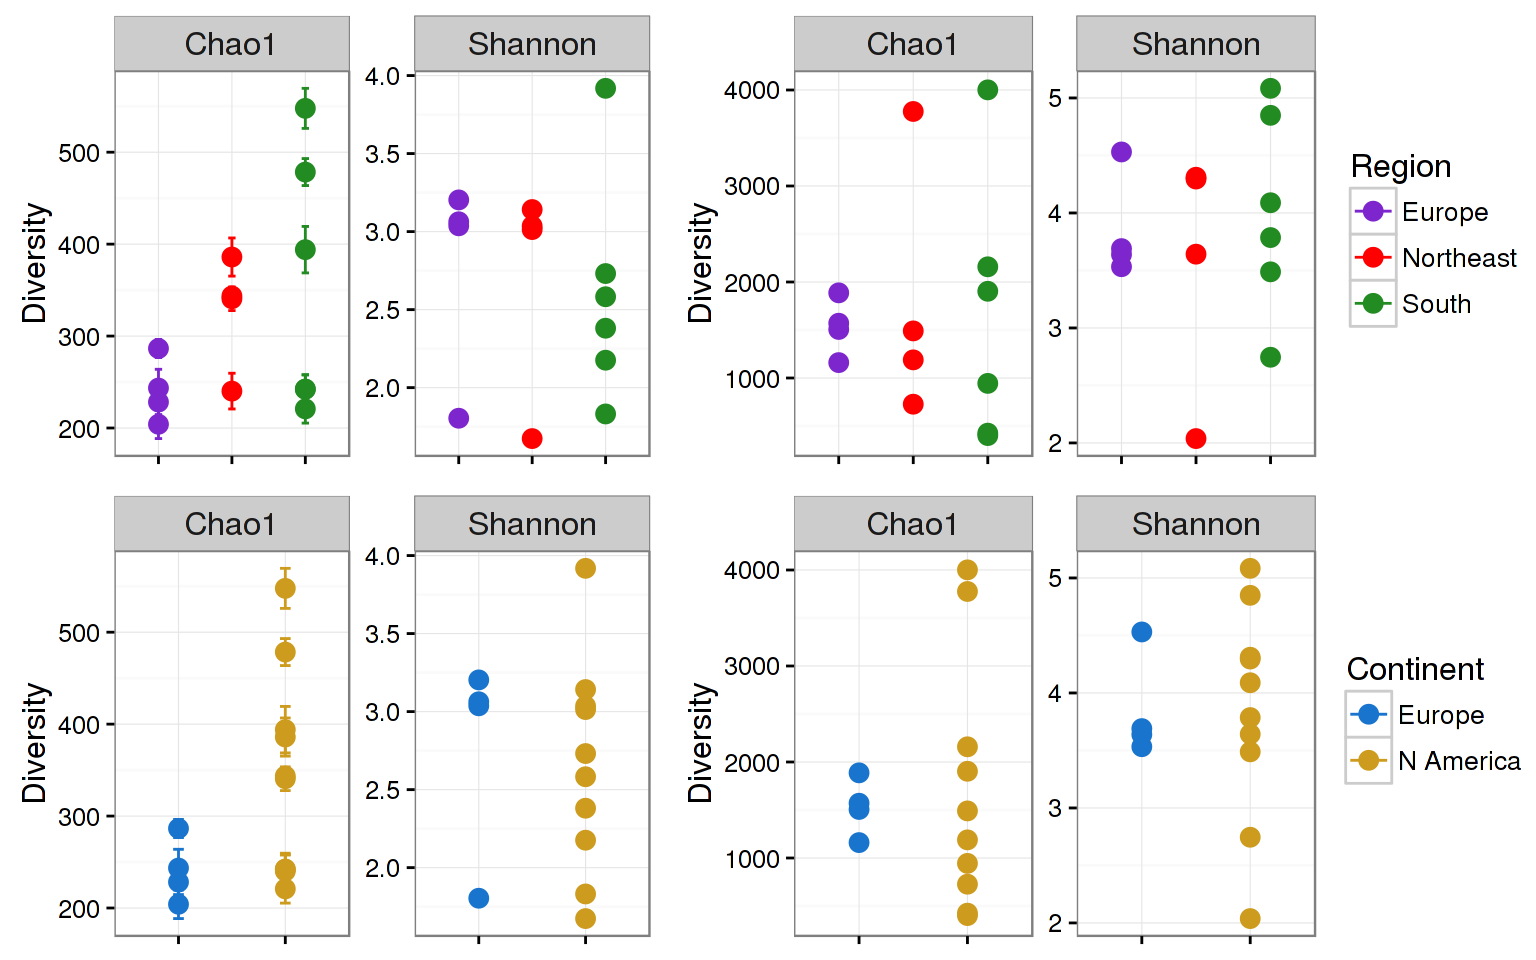 Chao1
Shannon
Chao1
Shannon
Diversity
500
400
300
200
4.0
3.5
3.0
2.5
2.0
Diversity
4000
3000
2000
1000
5
4
3
2
Region
Europe
Northeast
South
Chao1
Shannon
Chao1
Shannon
Diversity
500
400
300
200
4.0
3.5
3.0
2.5
2.0
Diversity
4000
3000
2000
1000
5
4
3
2
Continent
Europe
N America